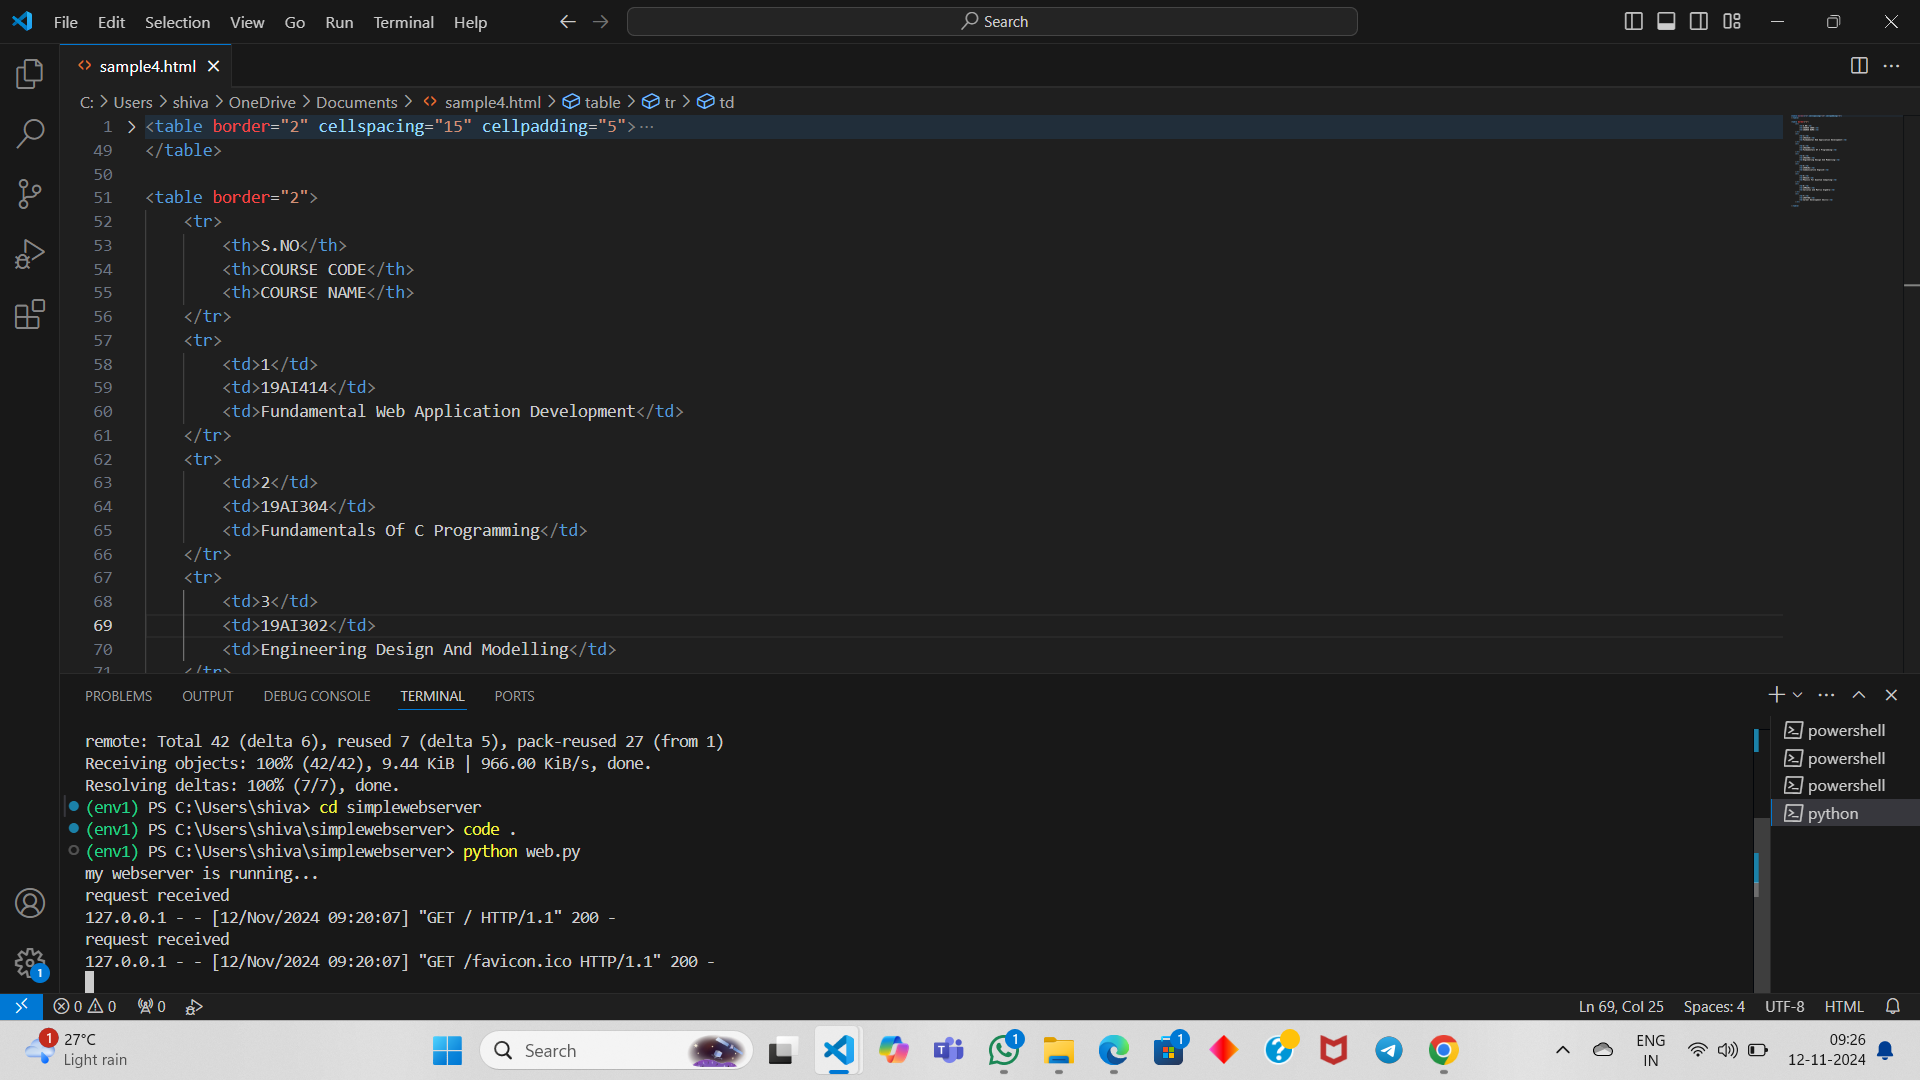 File Edit Selection View Go Run Terminal Help
Search
sample4.html
C: > Users > shiva > OneDrive > Documents > sample4.html > table > tr > td
1 <table border="2" cellspacing="15" cellpadding="5">···
49 </table>
50
51 <table border="2">
52 <tr>
53 <th>S.NO</th>
54 <th>COURSE CODE</th>
55 <th>COURSE NAME</th>
56 </tr>
57 <tr>
58 <td>1</td>
59 <td>19AI414</td>
60 <td>Fundamental Web Application Development</td>
61 </tr>
62 <tr>
63 <td>2</td>
64 <td>19AI304</td>
65 <td>Fundamentals Of C Programming</td>
66 </tr>
67 <tr>
68 <td>3</td>
69 <td>19AI302</td>
70 <td>Engineering Design And Modelling</td>
71 </tr>
PROBLEMS OUTPUT DEBUG CONSOLE TERMINAL PORTS
remote: Total 42 (delta 6), reused 7 (delta 5), pack-reused 27 (from 1)
Receiving objects: 100% (42/42), 9.44 KiB | 966.00 KiB/s, done.
Resolving deltas: 100% (7/7), done.
(env1) PS C:\Users\shiva> cd simplewebserver
(env1) PS C:\Users\shiva\simplewebserver> code .
(env1) PS C:\Users\shiva\simplewebserver> python web.py
my webserver is running...
request received
127.0.0.1 - - [12/Nov/2024 09:20:07] "GET / HTTP/1.1" 200 -
request received
127.0.0.1 - - [12/Nov/2024 09:20:07] "GET /favicon.ico HTTP/1.1" 200 -
powershell
powershell
powershell
python
1
0 0 0
Ln 69, Col 25 Spaces: 4 UTF-8 HTML
1
27°C
Light rain
Search
1
1
ENG
IN
09:26
12-11-2024